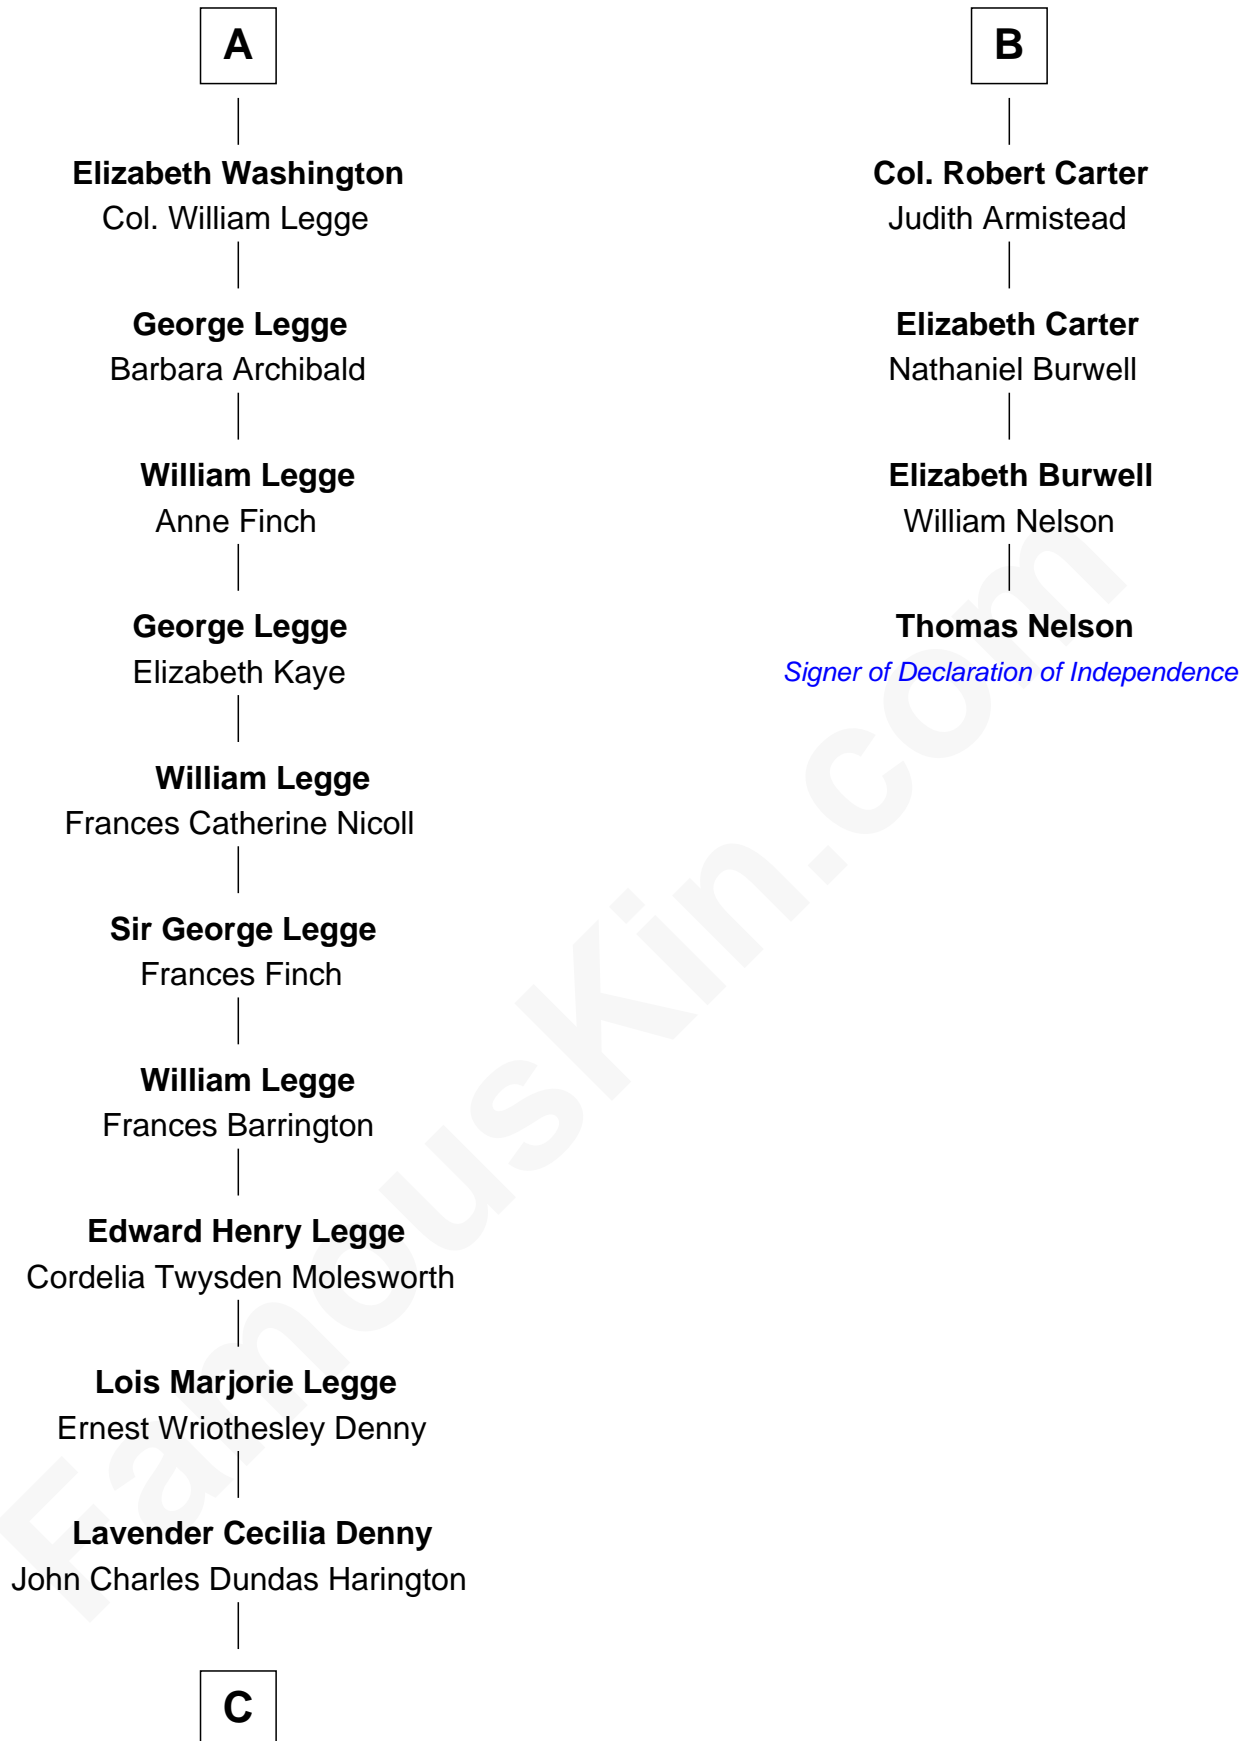 A
Elizabeth Washington
Col. William Legge
George Legge
Barbara Archibald
William Legge
Anne Finch
George Legge
Elizabeth Kaye
William Legge
Frances Catherine Nicoll
Sir George Legge
Frances Finch
William Legge
Frances Barrington
Edward Henry Legge
Cordelia Twysden Molesworth
Lois Marjorie Legge
Ernest Wriothesley Denny
Lavender Cecilia Denny
John Charles Dundas Harington
C
B
Col. Robert Carter
Judith Armistead
Elizabeth Carter
Nathaniel Burwell
Elizabeth Burwell
William Nelson
Thomas Nelson
Signer of Declaration of Independence
FamousKin.com